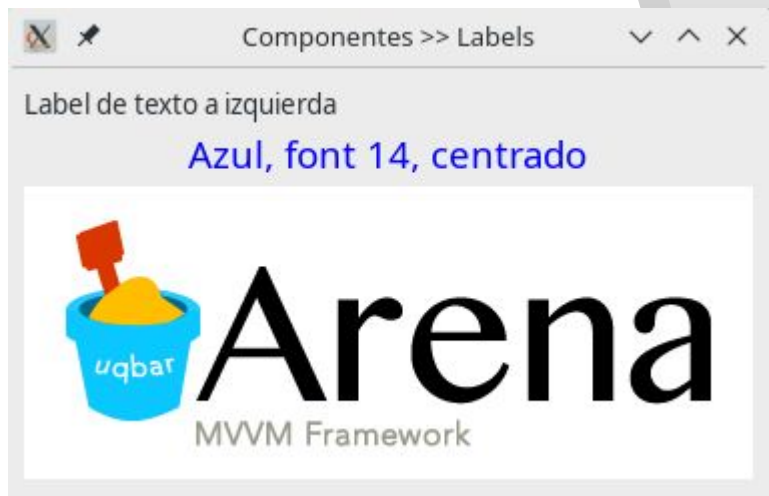 Componentes >> Labels
Label de texto a izquierda
Azul, font 14, centrado
uqbar
Arena
MVVM Framework